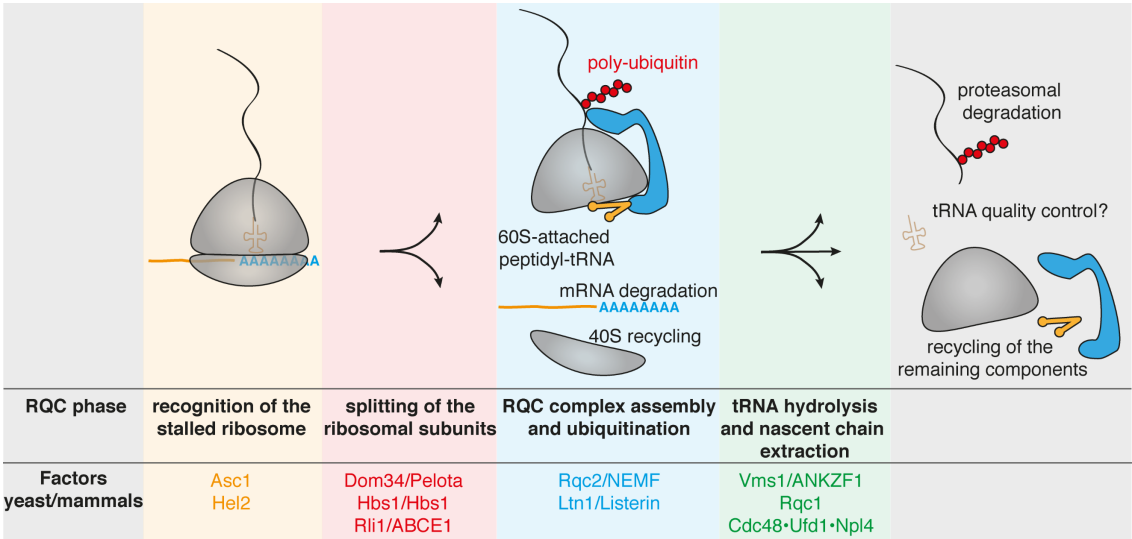 poly-ubiquitin
proteasomal
degradation
tRNA quality control?
60S-attached
peptidyl-tRNA
AAAAAAAA
mRNA degradation
AAAAAAAA
40S recycling
recycling of the
remaining components
RQC phase
recognition of the
stalled ribosome
splitting of the
ribosomal subunits
RQC complex assembly
and ubiquitination
tRNA hydrolysis
and nascent chain
extraction
Factors
yeast/mammals
Asc1
Hel2
Dom34/Pelota
Hbs1/Hbs1
Rli1/ABCE1
Rqc2/NEMF
Ltn1/Listerin
Vms1/ANKZF1
Rqc1
Cdc48•Ufd1•Npl4